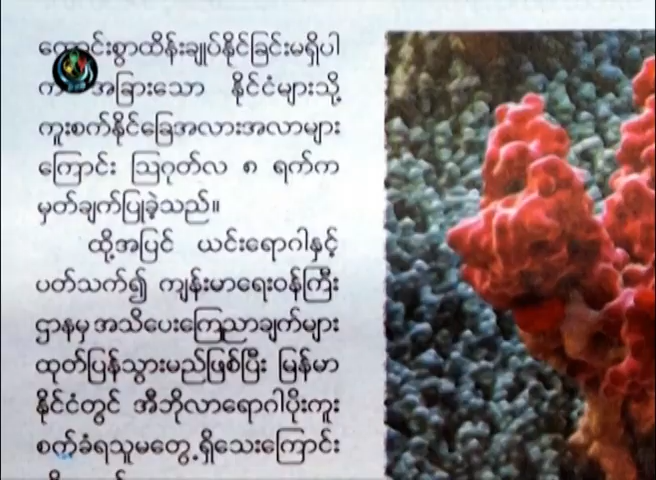 ကောင်းစွာထိန်းချုပ်နိုင်ခြင်းမရှိပါ
က အခြားသော နိုင်ငံများသို့
ကူးစက်နိုင်ခြေအလားအလာများ
ကြောင်း ဩဂုတ်လ ၈ ရက်က
မှတ်ချက်ပြုခဲ့သည်။
ထို့အပြင် ယင်းရောဂါနှင့်
ပတ်သက်၍ ကျန်းမာရေးဝန်ကြီး
ဌာနမှ အသိပေးကြေညာချက်များ
ထုတ်ပြန်သွားမည်ဖြစ်ပြီး မြန်မာ
နိုင်ငံတွင် အီဘိုလာရောဂါပိုးကူး
စက်ခံရသူမတွေ့ရှိသေးကြောင်း